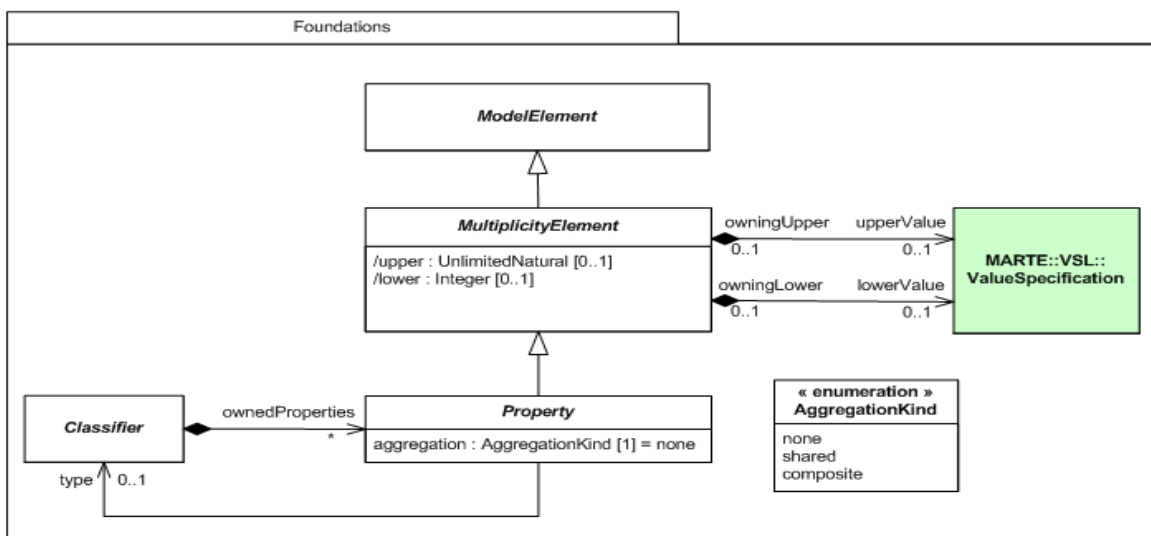 Foundations
ModelElement
MultiplicityElement
/upper : UnlimitedNatural [0..1]
/lower : Integer [0..1]
owningUpper
upperValue
0..1
0..1
owningLower
lowerValue
0..1
0..1
MARTE::VSL::
ValueSpecification
Classifier
ownedProperties
*
type
0..1
Property
aggregation : AggregationKind [1] = none
« enumeration »
AggregationKind
none
shared
composite